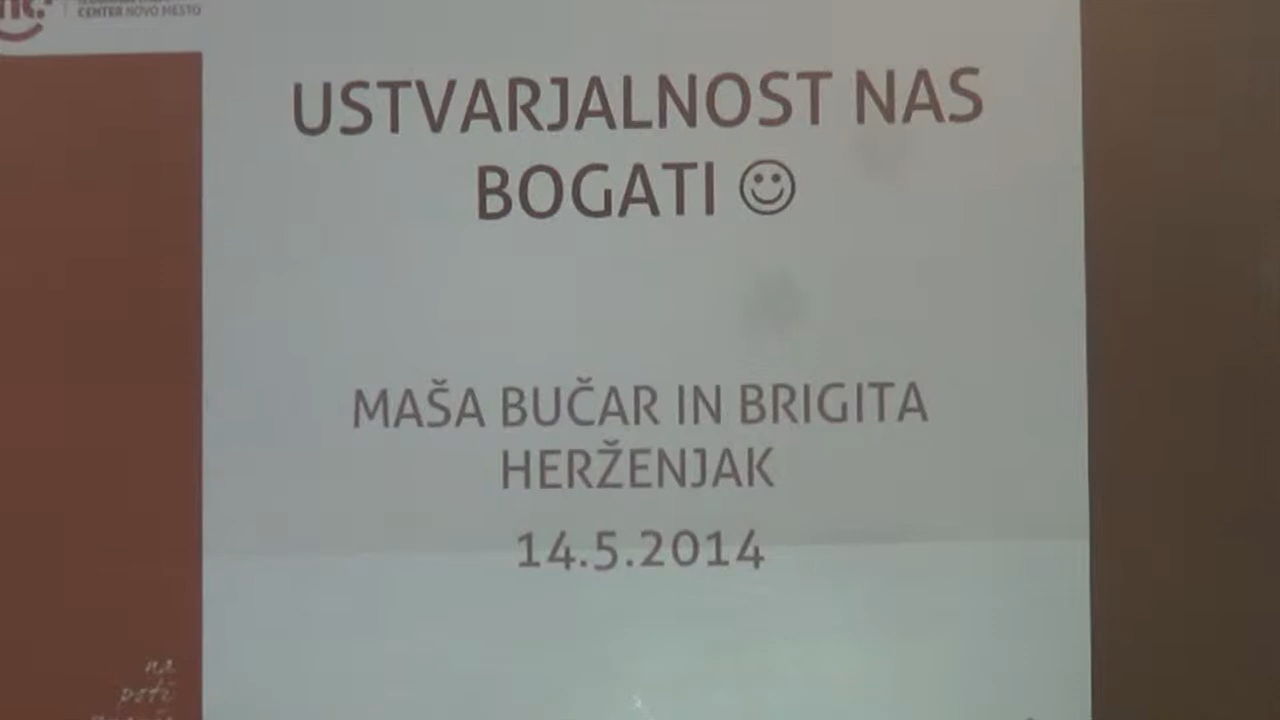 CENTER NOVO MESTO
USTVARJALNOST NAS
BOGATI
MAŠA BUČAR IN BRIGITA
HERŽENJAK
14.5.2014
na
poti